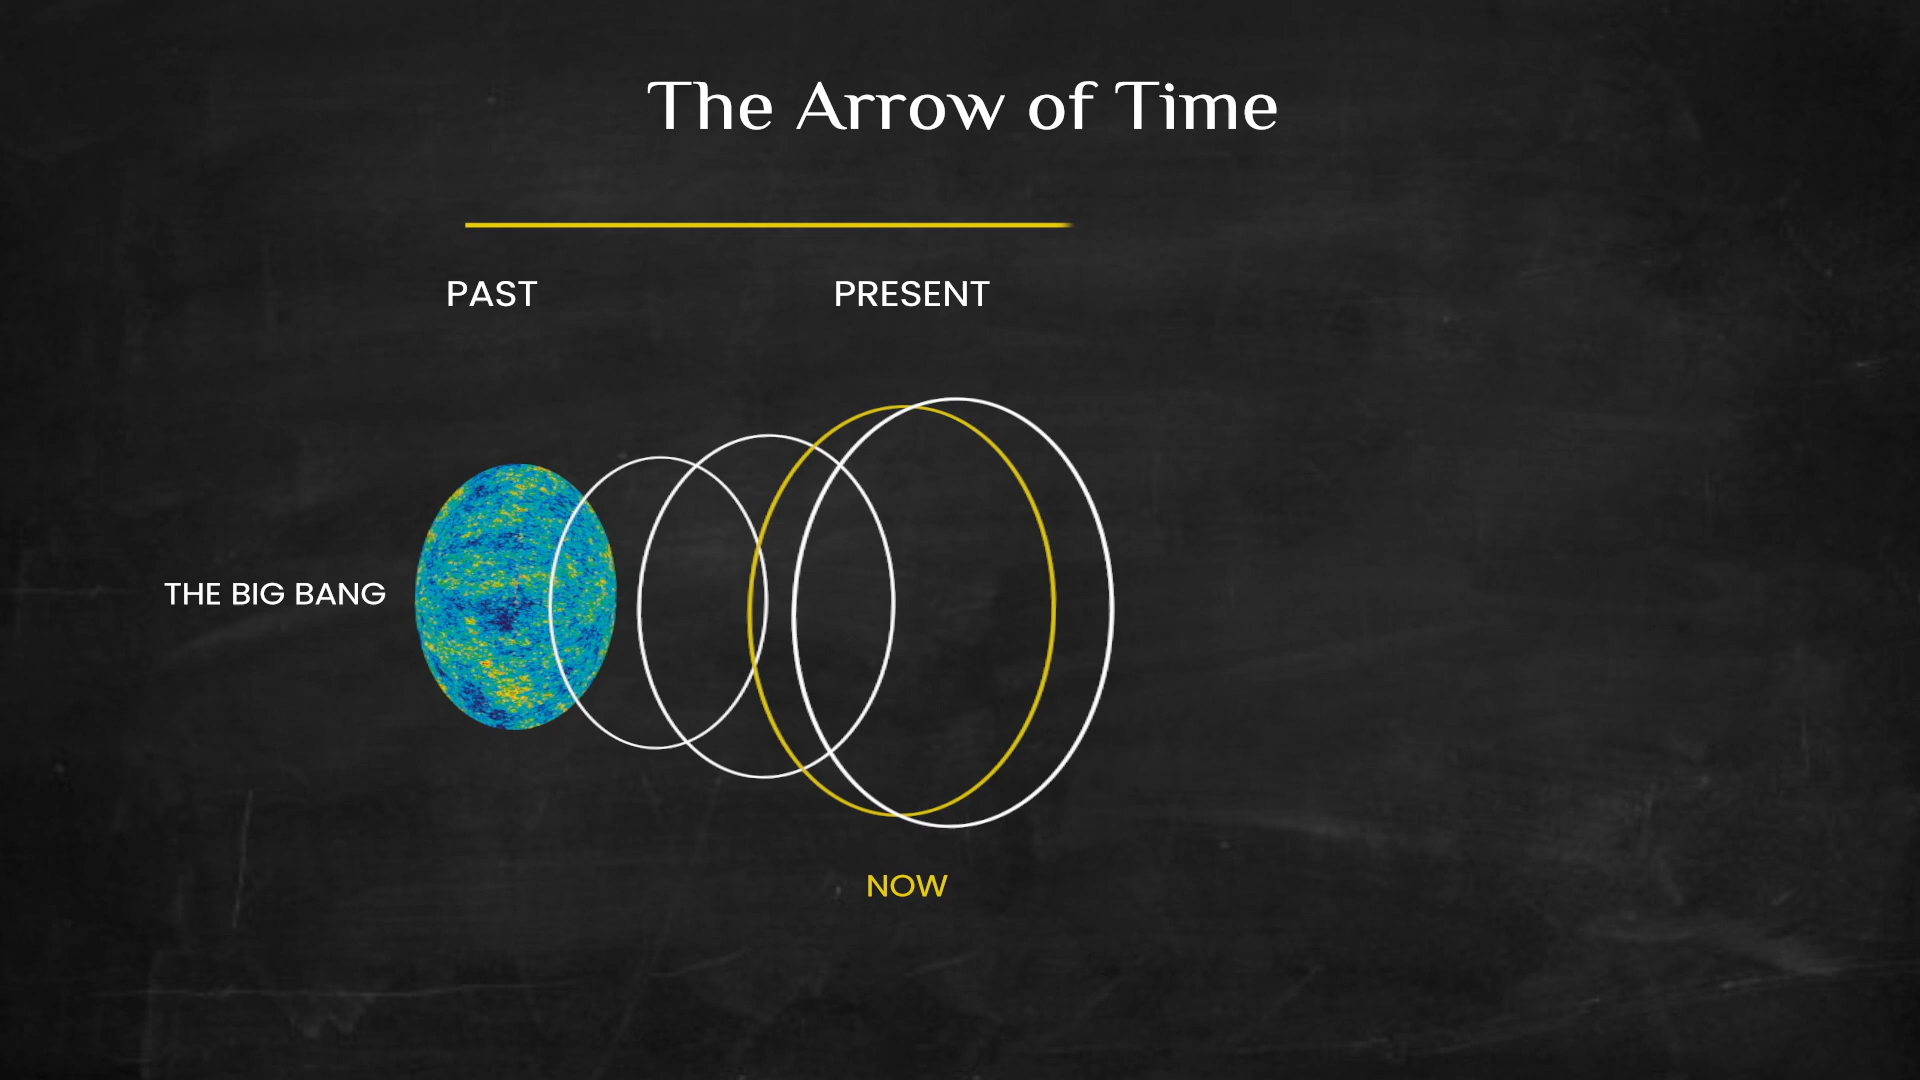 The Arrow of Time
PAST
PRESENT
THE BIG BANG
NOW